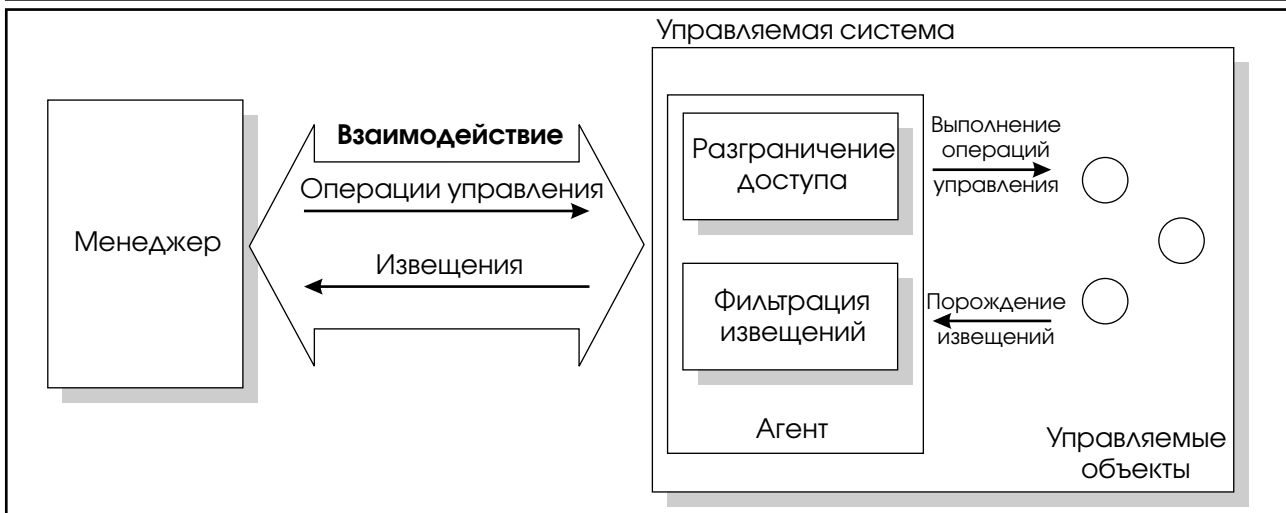 Управляемая система
Менеджер
Взаимодействие
Операции управления
Извещения
Разграничение
доступа
Фильтрация
извещений
Агент
Выполнение
операций
управления
Порождение
извещений
Управляемые
объекты